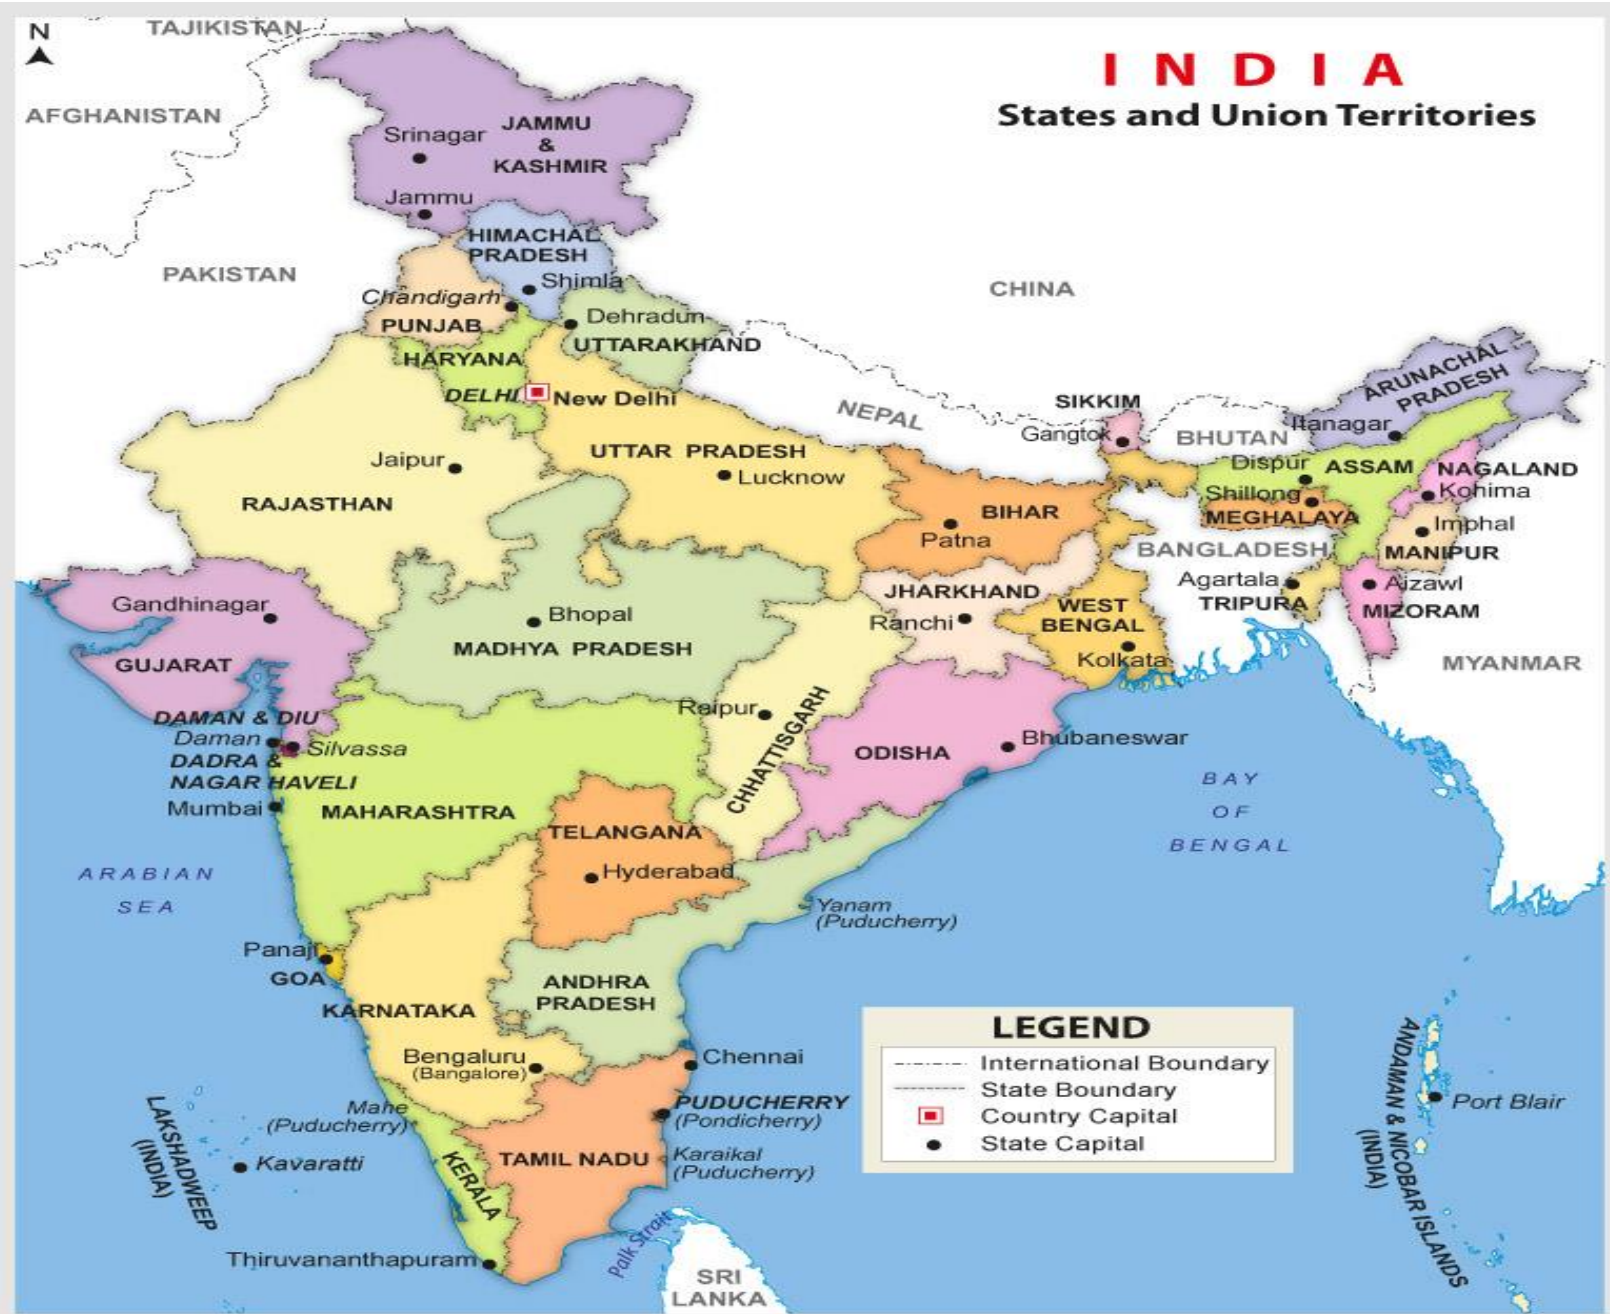 N
TAJIKISTAN
INDIA
States and Union Territories
AFGHANISTAN
Srinagar
JAMMU
&
KASHMIR
Jammu
HIMACHAL
PRADESH
PAKISTAN
Shimla
CHINA
Chandigarh
PUNJAB
Dehradun
UTTARAKHAND
HARYANA
DELHI
New Delhi
NEPAL
SIKKIM
Gangtok
BHUTAN
ARUNACHAL
PRADESH
Itanagar
Jaipur
RAJASTHAN
UTTAR PRADESH
Lucknow
Dispur
ASSAM
NAGALAND
Kohima
Shillong
MEGHALAYA
BIHAR
Patna
Imphal
MANIPUR
BANGLADESH
Agartala
TRIPURA
Aizawl
MIZORAM
MYANMAR
Gandhinagar
GUJARAT
Bhopal
MADHYA PRADESH
JHARKHAND
Ranchi
WEST
BENGAL
Kolkata
Raipur
CHHATTISGARH
DAMAN & DIU
Daman
Silvassa
DADRA &
NAGAR HAVELI
Mumbai
MAHARASHTRA
ODISHA
Bhubaneswar
BAY
OF
BENGAL
TELANGANA
Hyderabad
ARABIAN
SEA
Yanam
(Puducherry)
Panaji
GOA
KARNATAKA
ANDHRA
PRADESH
Bengaluru
(Bangalore)
Chennai
Mahe
(Puducherry)
PUDUCHERRY
(Pondicherry)
Karaikal
(Puducherry)
LAKSHADWEEP
(INDIA)
Kavaratti
KERALA
TAMIL NADU
Thiruvananthapuram
Palk Strait
SRI
LANKA
LEGEND
International Boundary
State Boundary
Country Capital
State Capital
ANDAMAN & NICOBAR ISLANDS
(INDIA)
Port Blair